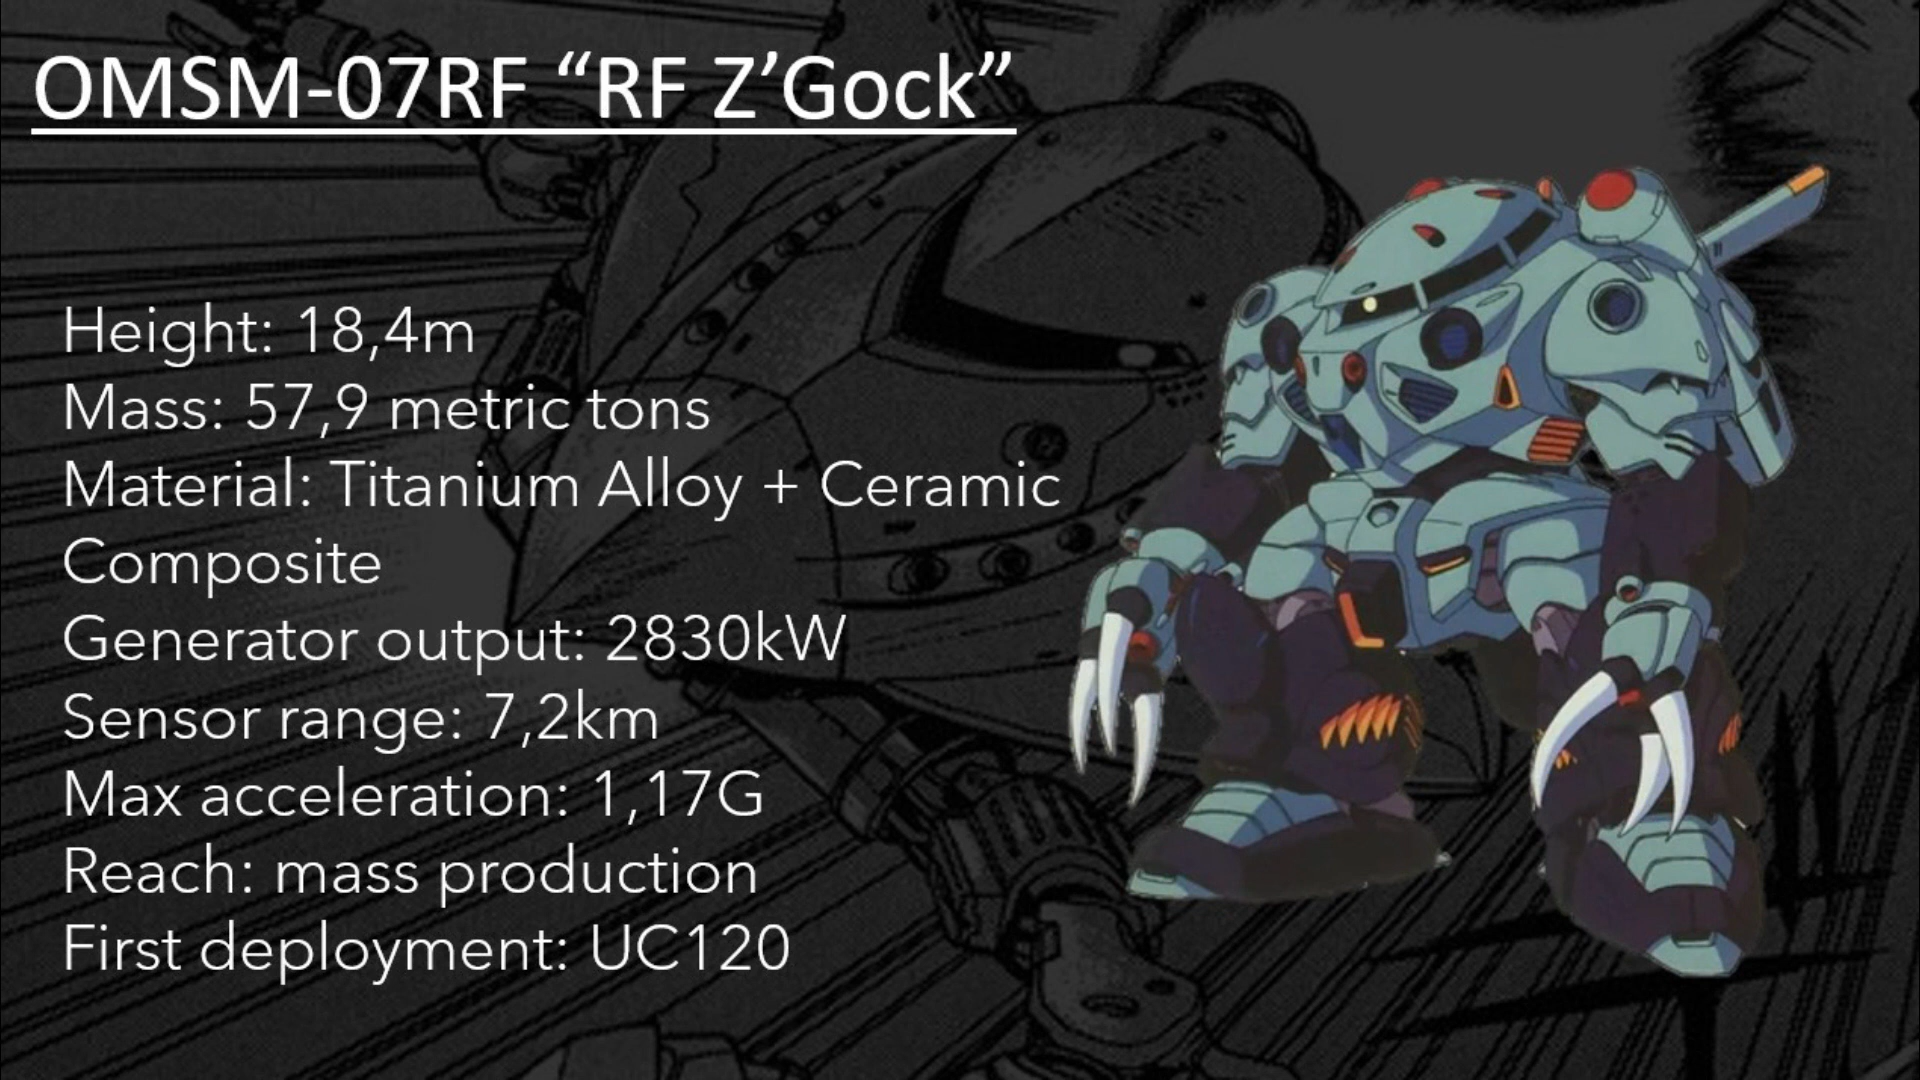 OMSM-07RF “RF Z’Gock”
Height: 18,4m
Mass: 57,9 metric tons
Material: Titanium Alloy + Ceramic
Composite
Generator output: 2830kW
Sensor range: 7,2km
Max acceleration: 1,17G
Reach: mass production
First deployment: UC120